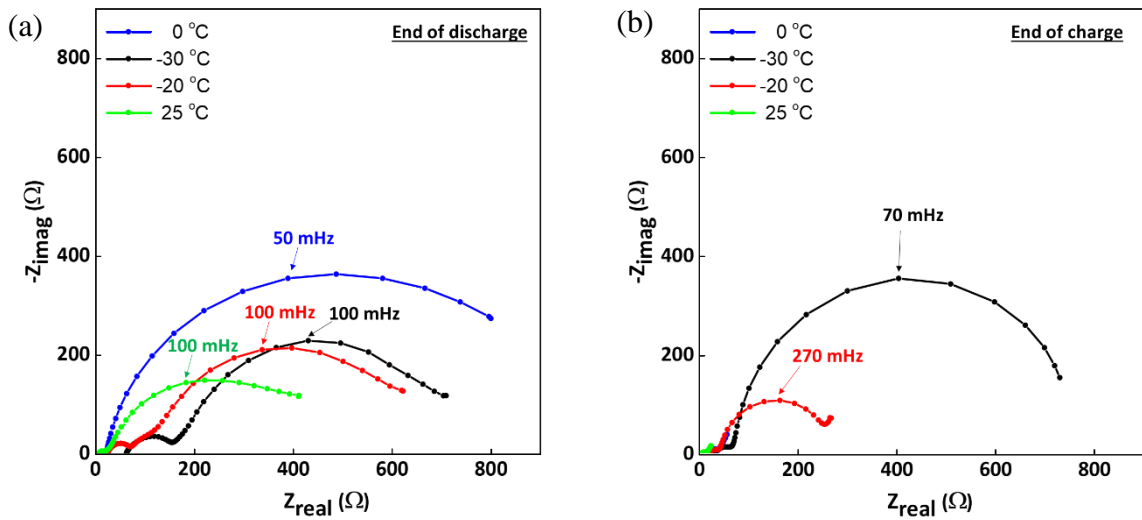 (a)
End of discharge
0 °C
-30 °C
-20 °C
25 °C
800
600
400
200
0
-Zimag (Ω)
50 mHz
100 mHz
100 mHz
100 mHz
0
200
400
600
800
Zreal (Ω)
(b)
End of charge
0 °C
-30 °C
-20 °C
25 °C
800
600
400
200
0
-Zimag (Ω)
70 mHz
270 mHz
0
200
400
600
800
Zreal (Ω)